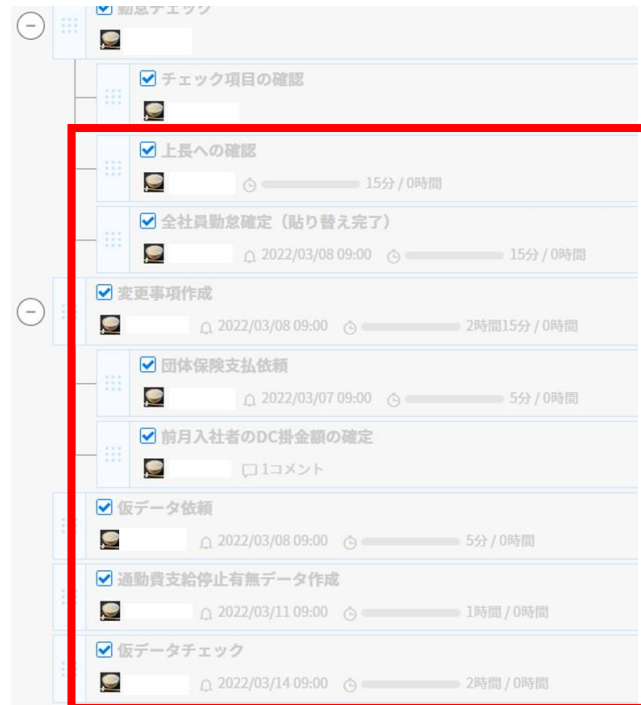 勤怠チェック
チェック項目の確認
上長への確認
15分 / 0時間
全社員勤怠確定（貼り替え完了）
2022/03/08 09:00 15分 / 0時間
変更事項作成
2022/03/08 09:00 2時間15分 / 0時間
団体保険支払依頼
2022/03/07 09:00 5分 / 0時間
前月入社者のDC掛金額の確定
1コメント
仮データ依頼
2022/03/08 09:00 5分 / 0時間
通勤費支給停止有無データ作成
2022/03/11 09:00 1時間 / 0時間
仮データチェック
2022/03/14 09:00 2時間 / 0時間